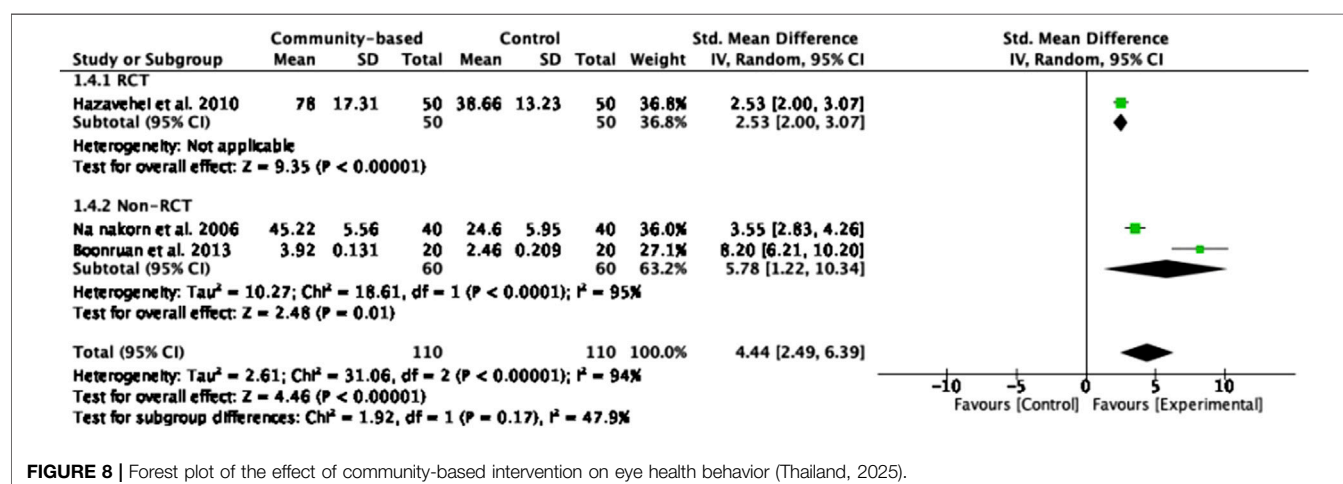 Community-based Control Std. Mean Difference Std. Mean Difference
Study or Subgroup Mean SD Total Mean SD Total Weight IV, Random, 95% CI IV, Random, 95% CI
1.4.1 RCT
Hazavehei et al. 2010 78 17.31 50 38.66 13.23 50 36.8% 2.53 [2.00, 3.07]
Subtotal (95% CI) 50 50 36.8% 2.53 [2.00, 3.07]
Heterogeneity: Not applicable
Test for overall effect: Z = 9.35 (P < 0.00001)
1.4.2 Non-RCT
Na nakorn et al. 2006 45.22 5.56 40 24.6 5.95 40 36.0% 3.55 [2.83, 4.26]
Boonruan et al. 2013 3.92 0.131 20 2.46 0.209 20 27.1% 8.20 [6.21, 10.20]
Subtotal (95% CI) 60 60 63.2% 5.78 [1.22, 10.34]
Heterogeneity: Tau² = 10.27; Chi² = 18.61, df = 1 (P < 0.0001); I² = 95%
Test for overall effect: Z = 2.48 (P = 0.01)
Total (95% CI) 110 110 100.0% 4.44 [2.49, 6.39]
Heterogeneity: Tau² = 2.61; Chi² = 31.06, df = 2 (P < 0.00001); I² = 94%
Test for overall effect: Z = 4.46 (P < 0.00001)
Test for subgroup differences: Chi² = 1.92, df = 1 (P = 0.17), I² = 47.9%
-10 -5 0 5 10
Favours [Control] Favours [Experimental]
FIGURE 8 | Forest plot of the effect of community-based intervention on eye health behavior (Thailand, 2025).